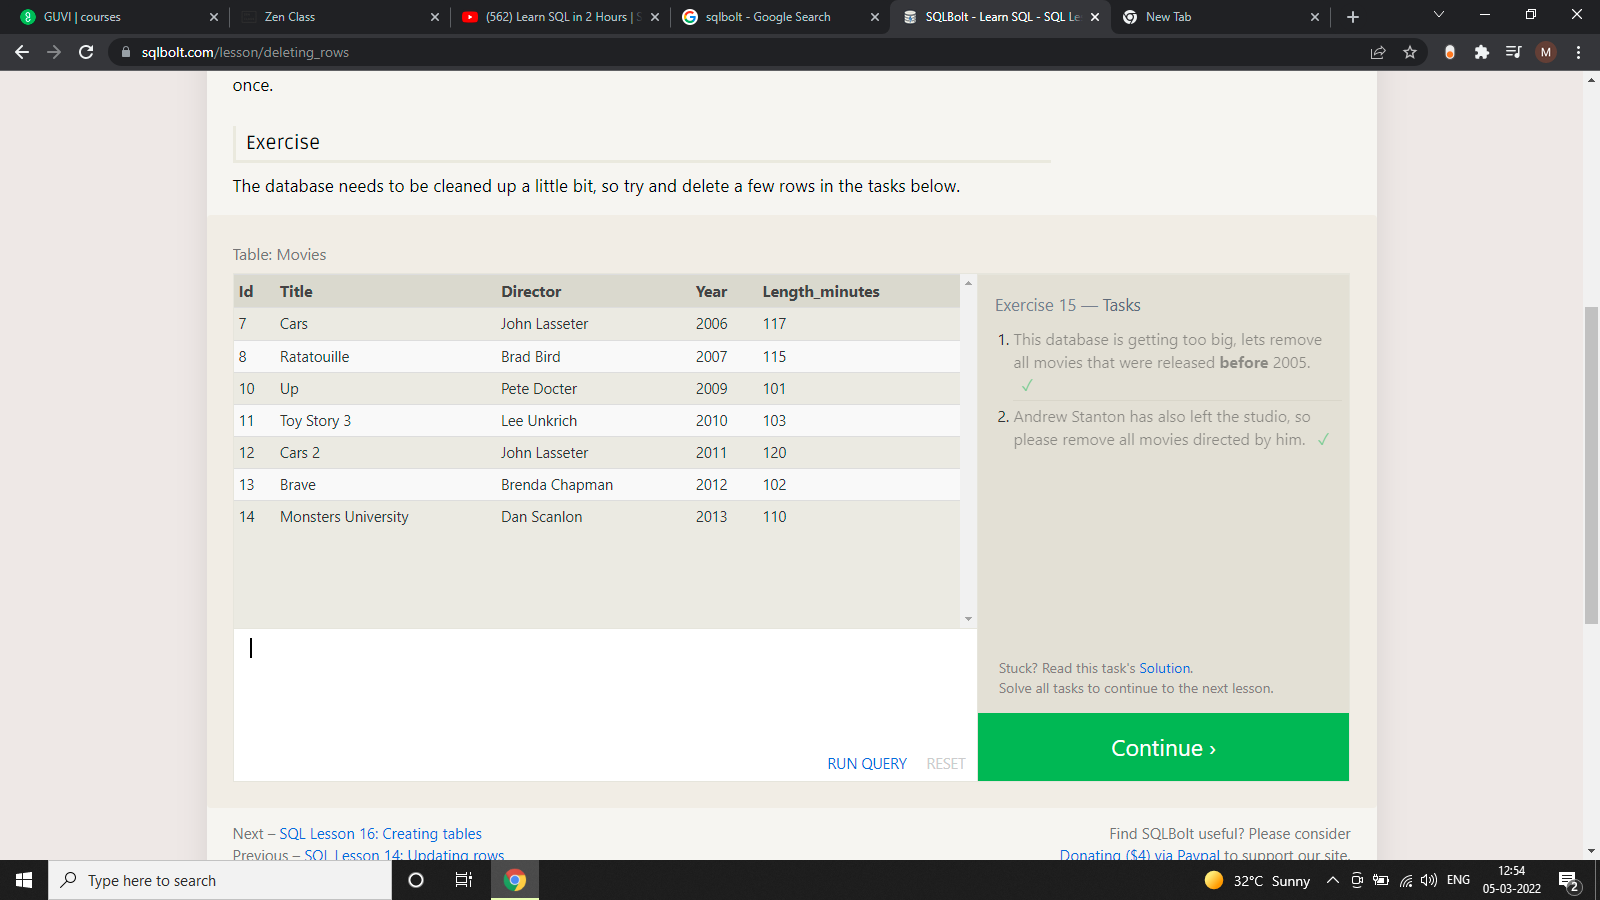 GUVI | courses
Zen Class
(562) Learn SQL in 2 Hours | S
sqlbolt - Google Search
SQLBolt - Learn SQL - SQL Le
New Tab
sqlbolt.com/lesson/deleting_rows
M
once.
Exercise
The database needs to be cleaned up a little bit, so try and delete a few rows in the tasks below.
Table: Movies
Id Title Director Year Length_minutes
7 Cars John Lasseter 2006 117
8 Ratatouille Brad Bird 2007 115
10 Up Pete Docter 2009 101
11 Toy Story 3 Lee Unkrich 2010 103
12 Cars 2 John Lasseter 2011 120
13 Brave Brenda Chapman 2012 102
14 Monsters University Dan Scanlon 2013 110
Exercise 15 — Tasks
1. This database is getting too big, lets remove
all movies that were released before 2005.
✓
2. Andrew Stanton has also left the studio, so
please remove all movies directed by him. ✓
Stuck? Read this task's Solution.
Solve all tasks to continue to the next lesson.
RUN QUERY RESET
Continue ›
Next – SQL Lesson 16: Creating tables
Previous – SQL Lesson 14: Updating rows
Find SQLBolt useful? Please consider
Donating ($4) via Paypal to support our site.
Type here to search
32°C Sunny
ENG
12:54
05-03-2022
2